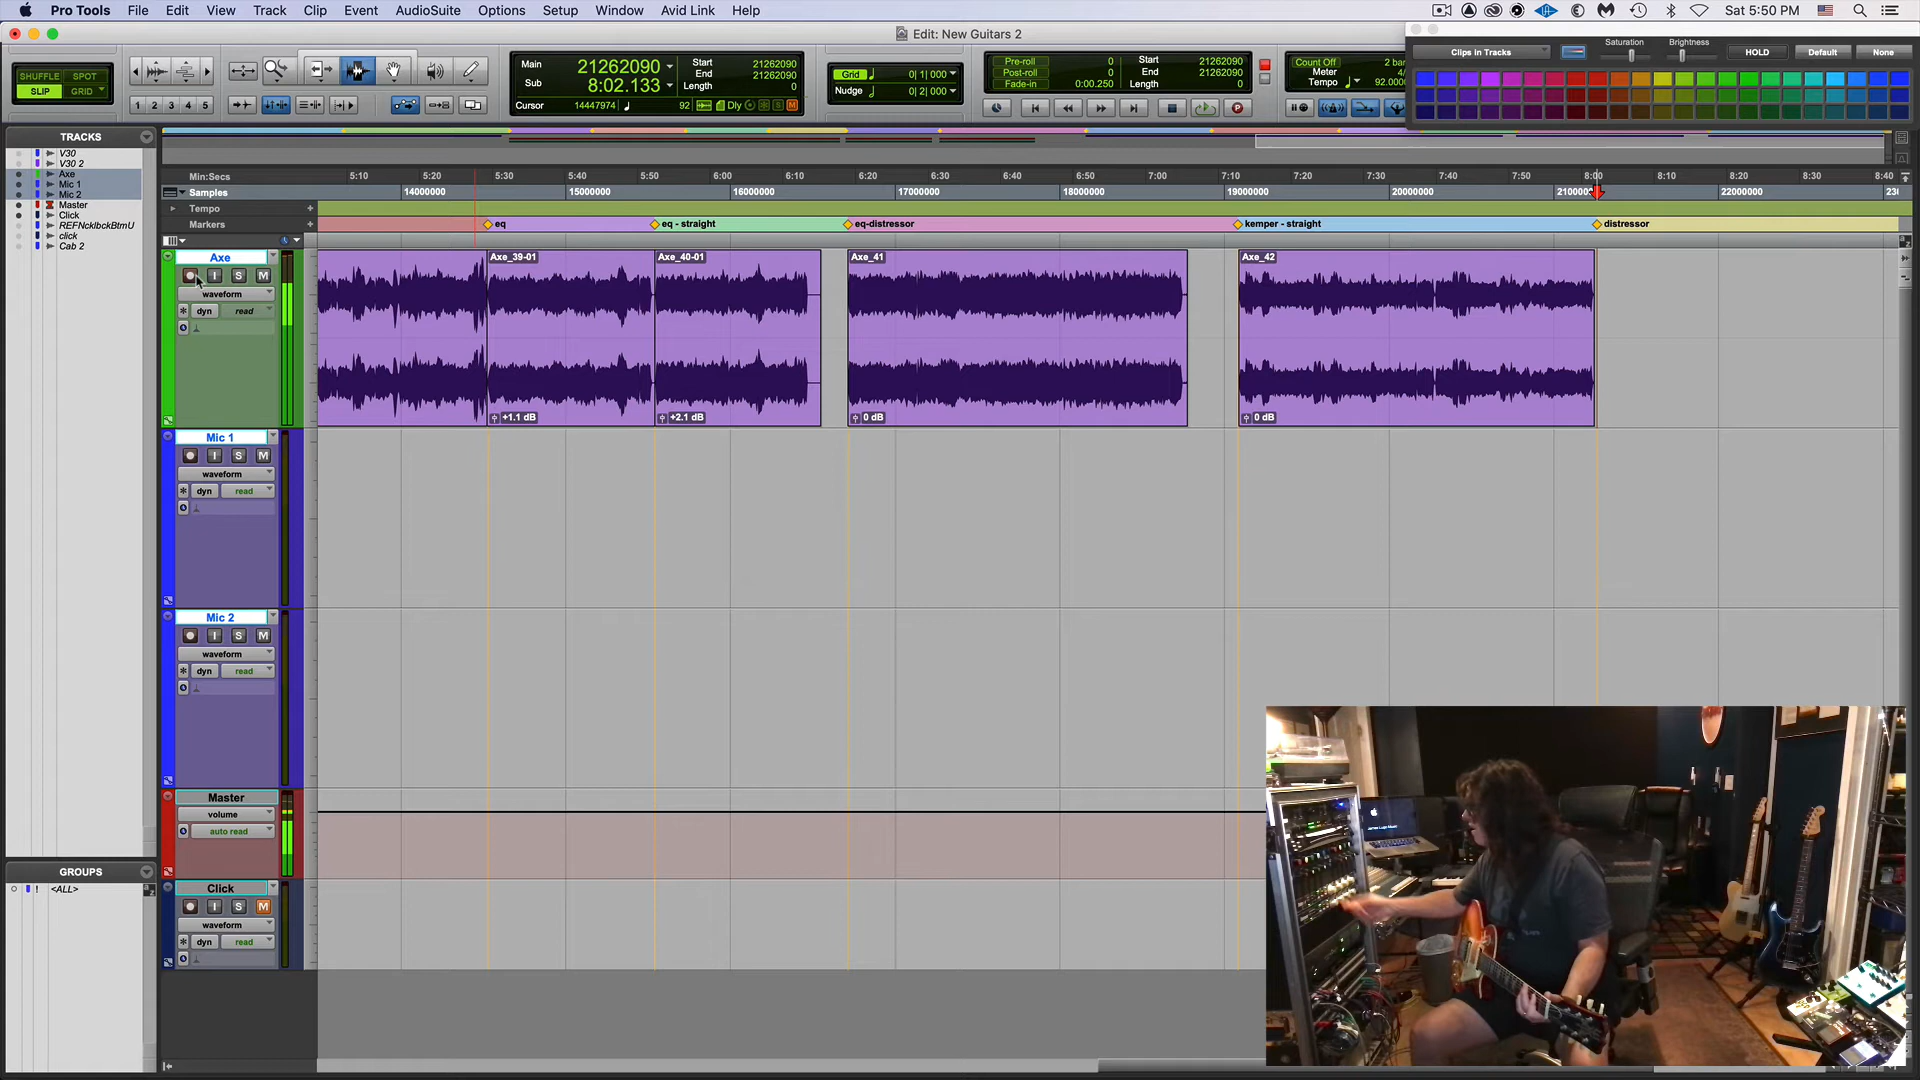 Pro Tools File Edit View Track Clip Event AudioSuite Options Setup Window Marketplace Avid Link Help Sat 5:50 PM
Edit: New Guitars 2
SHUFFLE SPOT
SLIP GRID
1 2 3 4 5
Main 21262090
Sub 8:02.133
Start 21262090
End 21262090
Length 0
Cursor 14447974 92 Dly S M
Grid 0| 1| 000
Nudge 0| 2| 000
Pre-roll 0
Post-roll 0
Fade-in 0:00.250
Start 21262090
End 21262090
Length 0
Count Off 2 bar
Meter 4/
Tempo 92.000
Clips in Tracks Saturation Brightness HOLD Default None
TRACKS
V30
V30 2
Axe
Mic 1
Mic 2
Master
Click
REFNcklbckBtmU
click
Cab 2
Min:Secs 5:10 5:20 5:30 5:40 5:50 6:00 6:10 6:20 6:30 6:40 6:50 7:00 7:10 7:20 7:30 7:40 7:50 8:00 8:10 8:20 8:30 8:40
Samples 14000000 15000000 16000000 17000000 18000000 19000000 20000000 22000000
Tempo
Markers eq eq - straight eq-distressor kemper - straight distressor
Axe
I S M
waveform
dyn read
Axe_39-01 Axe_40-01 Axe_41 Axe_42
+1.1 dB +2.1 dB 0 dB 0 dB
Mic 1
I S M
waveform
dyn read
Mic 2
I S M
waveform
dyn read
Master
volume
auto read
Click
I S M
waveform
dyn read
GROUPS
! <ALL>